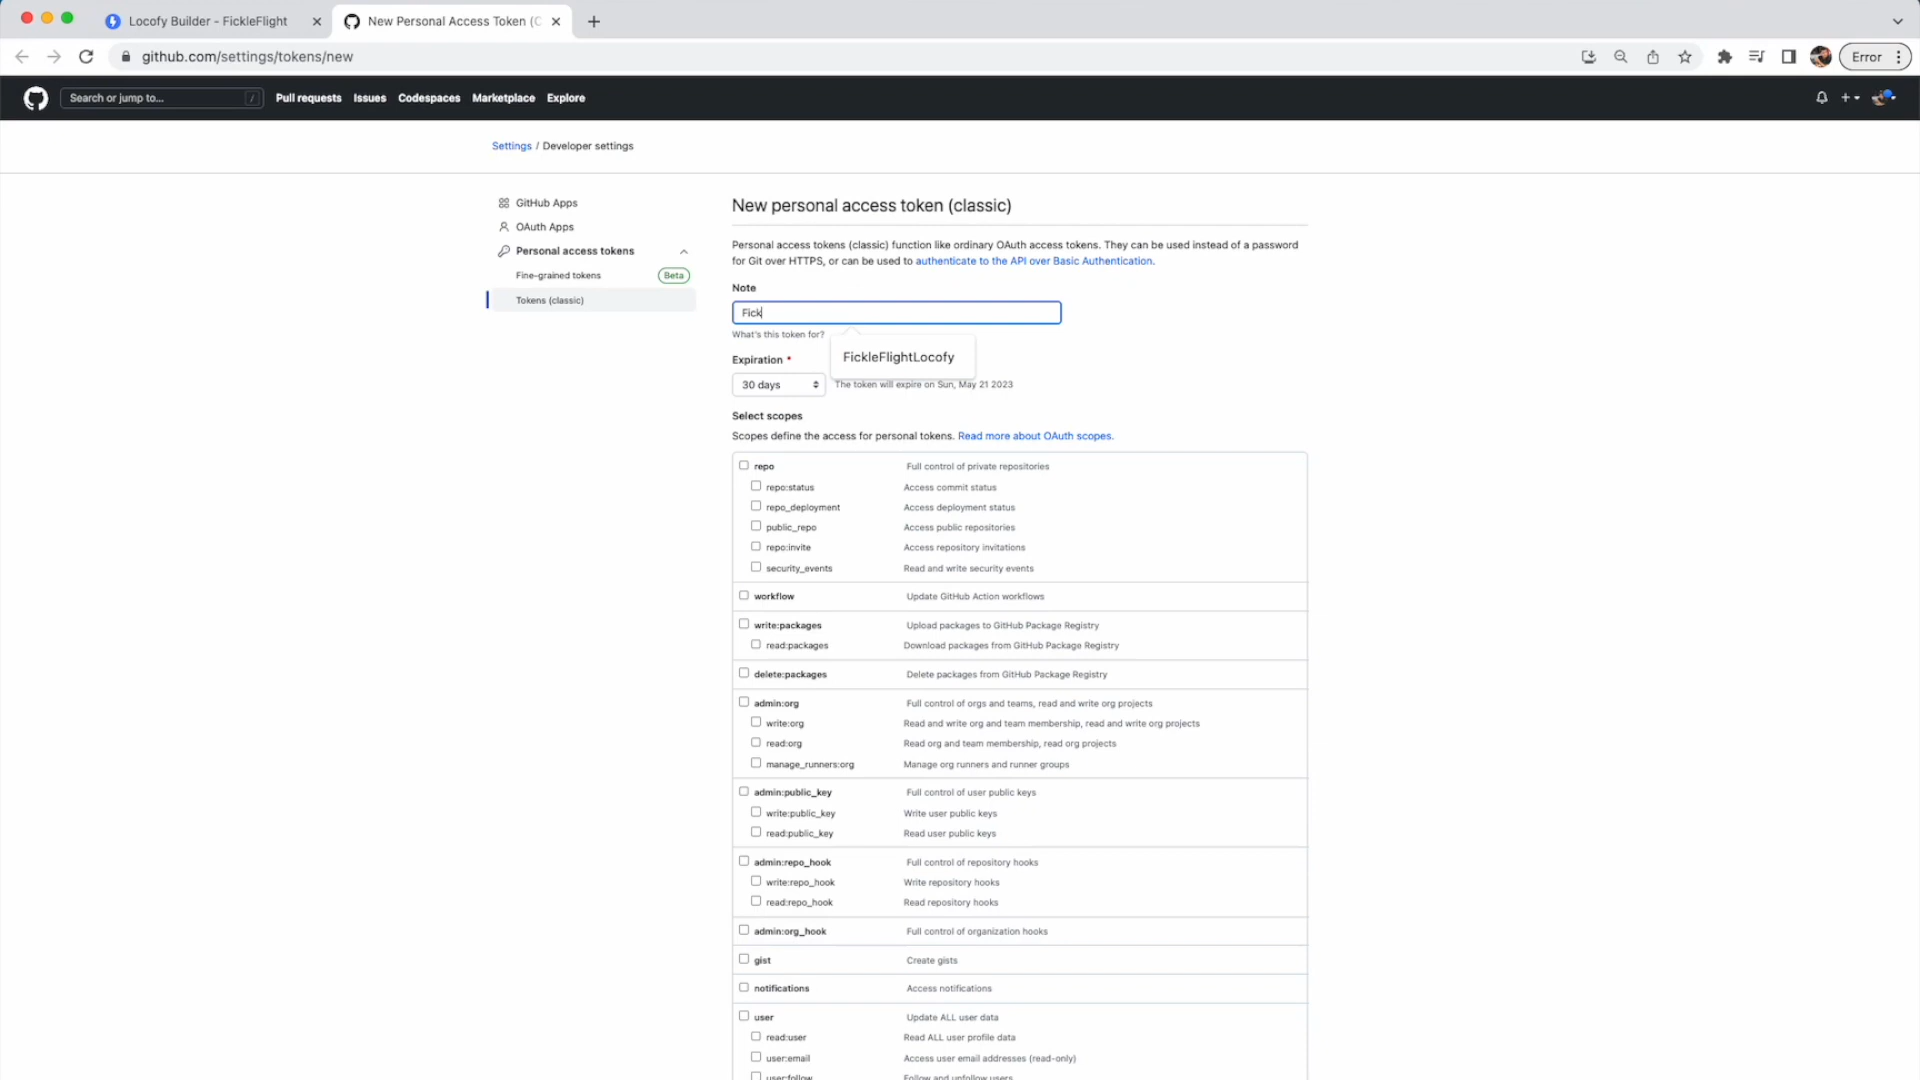 Locofy Builder - FickleFlight
New Personal Access Token (C
github.com/settings/tokens/new
Error
Search or jump to... /
Pull requests
Issues
Codespaces
Marketplace
Explore
Settings / Developer settings
GitHub Apps
OAuth Apps
Personal access tokens
Fine-grained tokens Beta
Tokens (classic)
New personal access token (classic)
Personal access tokens (classic) function like ordinary OAuth access tokens. They can be used instead of a password
for Git over HTTPS, or can be used to authenticate to the API over Basic Authentication.
Note
Fick
What's this token for?
FickleFlightLocofy
Expiration *
30 days The token will expire on Sun, May 21 2023
Select scopes
Scopes define the access for personal tokens. Read more about OAuth scopes.
repo Full control of private repositories
repo:status Access commit status
repo_deployment Access deployment status
public_repo Access public repositories
repo:invite Access repository invitations
security_events Read and write security events
workflow Update GitHub Action workflows
write:packages Upload packages to GitHub Package Registry
read:packages Download packages from GitHub Package Registry
delete:packages Delete packages from GitHub Package Registry
admin:org Full control of orgs and teams, read and write org projects
write:org Read and write org and team membership, read and write org projects
read:org Read org and team membership, read org projects
manage_runners:org Manage org runners and runner groups
admin:public_key Full control of user public keys
write:public_key Write user public keys
read:public_key Read user public keys
admin:repo_hook Full control of repository hooks
write:repo_hook Write repository hooks
read:repo_hook Read repository hooks
admin:org_hook Full control of organization hooks
gist Create gists
notifications Access notifications
user Update ALL user data
read:user Read ALL user profile data
user:email Access user email addresses (read-only)
user:follow Follow and unfollow users